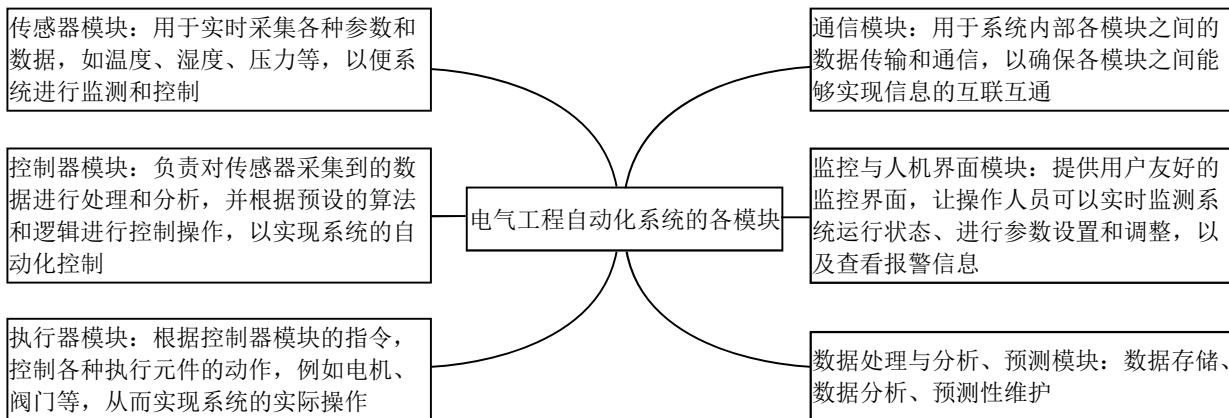 传感器模块：用于实时采集各种参数和
数据，如温度、湿度、压力等，以便系
统进行监测和控制
控制器模块：负责对传感器采集到的数
据进行处理和分析，并根据预设的算法
和逻辑进行控制操作，以实现系统的自
动化控制
执行器模块：根据控制器模块的指令，
控制各种执行元件的动作，例如电机、
阀门等，从而实现系统的实际操作
电气工程自动化系统的各模块
通信模块：用于系统内部各模块之间的
数据传输和通信，以确保各模块之间能
够实现信息的互联互通
监控与人机界面模块：提供用户友好的
监控界面，让操作人员可以实时监测系
统运行状态、进行参数设置和调整，以
及查看报警信息
数据处理与分析、预测模块：数据存储、
数据分析、预测性维护